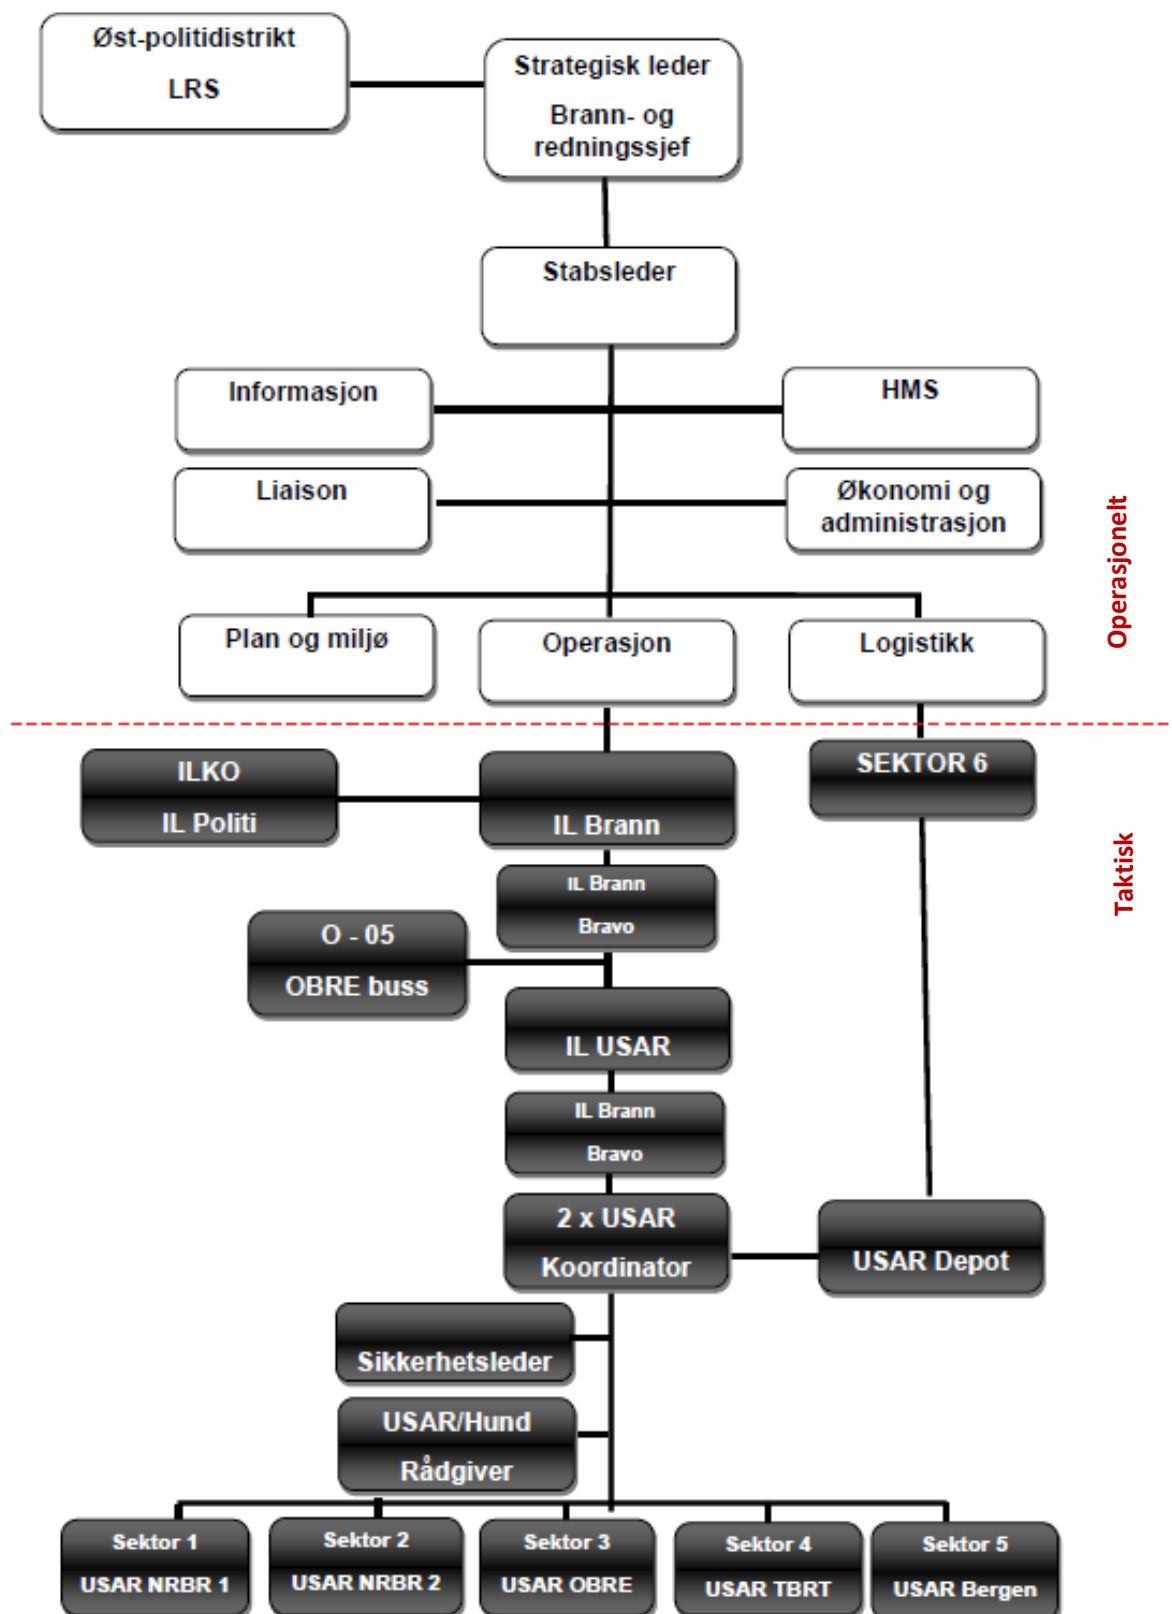 Øst-politidistrikt
LRS
Strategisk leder
Brann- og
redningssjef
Stabsleder
Informasjon
HMS
Liaison
Økonomi og
administrasjon
Operasjonelt
Plan og miljø
Operasjon
Logistikk
ILKO
IL Politi
IL Brann
SEKTOR 6
Taktisk
IL Brann
Bravo
O - 05
OBRE buss
IL USAR
IL Brann
Bravo
2 x USAR
Koordinator
USAR Depot
Sikkerhetsleder
USAR/Hund
Rådgiver
Sektor 1
USAR NRBR 1
Sektor 2
USAR NRBR 2
Sektor 3
USAR OBRE
Sektor 4
USAR TBRT
Sektor 5
USAR Bergen